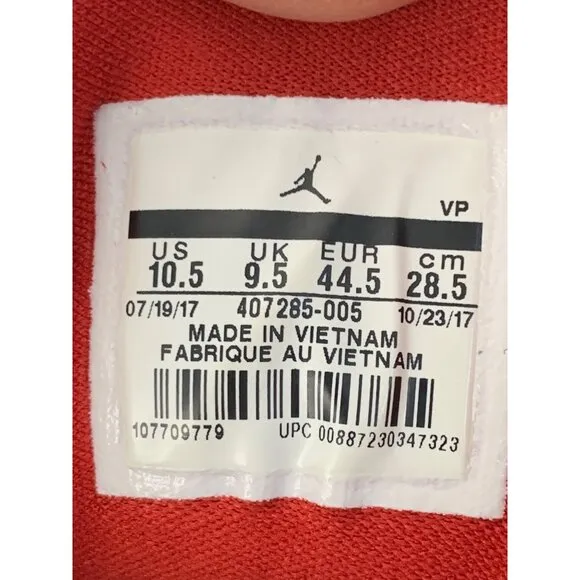 VP
US UK EUR cm
10.5 9.5 44.5 28.5
07/19/17 407285-005 10/23/17
MADE IN VIETNAM
FABRIQUE AU VIETNAM
107709779 UPC 00887230347323